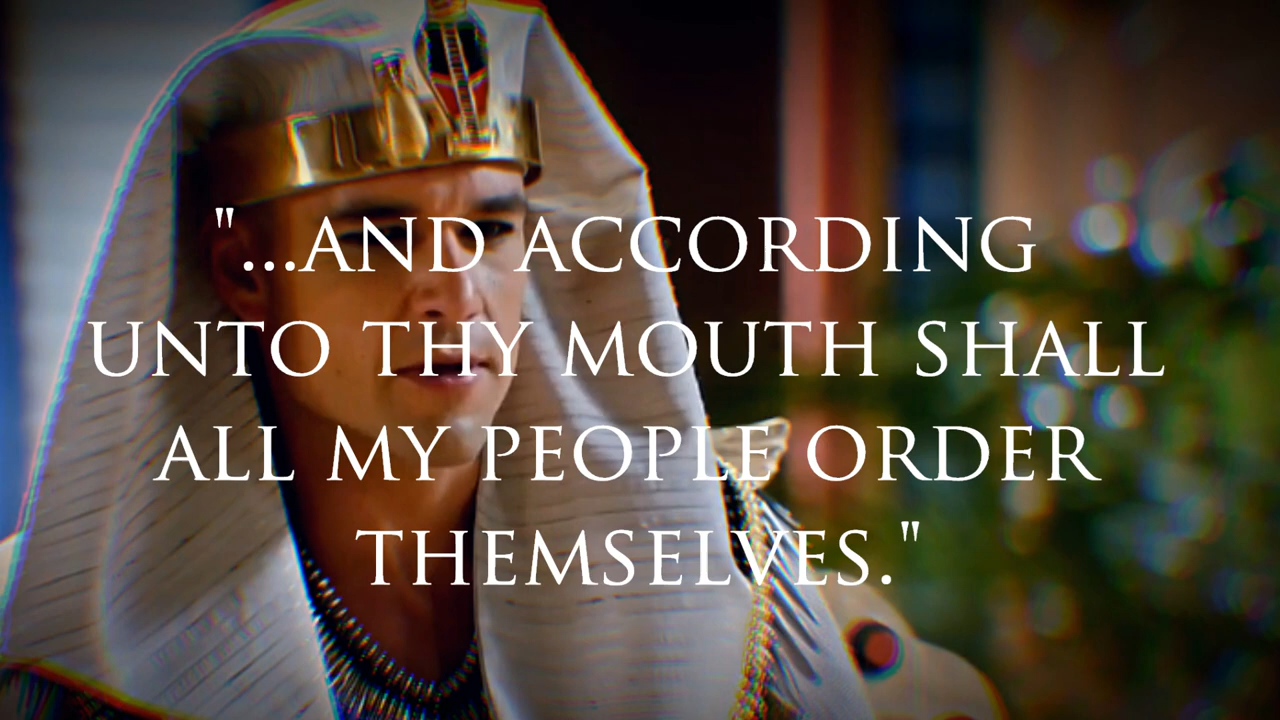 "...AND ACCORDING
UNTO THY MOUTH SHALL
ALL MY PEOPLE ORDER
THEMSELVES."